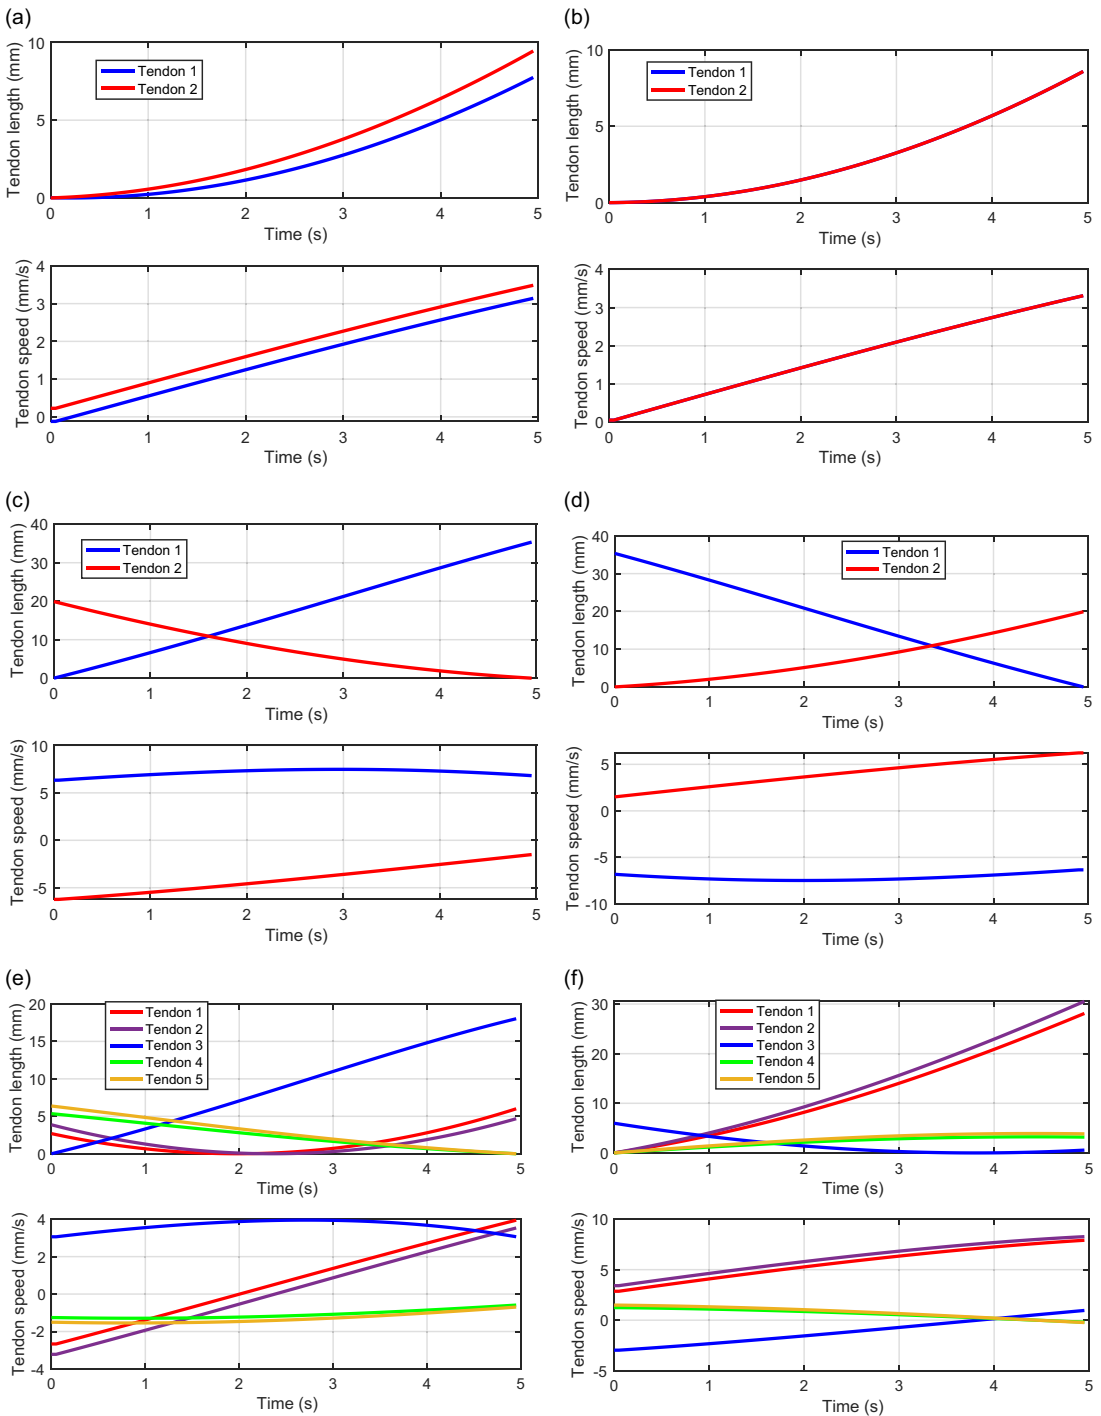 (a)
Tendon length (mm)
10
5
0
Tendon 1
Tendon 2
0 1 2 3 4 5
Time (s)
Tendon speed (mm/s)
4
3
2
1
0
0 1 2 3 4 5
Time (s)
(b)
Tendon length (mm)
10
5
0
Tendon 1
Tendon 2
0 1 2 3 4 5
Time (s)
Tendon speed (mm/s)
4
3
2
1
0
0 1 2 3 4 5
Time (s)
(c)
Tendon length (mm)
40
30
20
10
0
Tendon 1
Tendon 2
0 1 2 3 4 5
Time (s)
Tendon speed (mm/s)
10
5
0
-5
0 1 2 3 4 5
Time (s)
(d)
Tendon length (mm)
40
30
20
10
0
Tendon 1
Tendon 2
0 1 2 3 4 5
Time (s)
Tendon speed (mm/s)
5
0
-5
-10
0 1 2 3 4 5
Time (s)
(e)
Tendon length (mm)
20
15
10
5
0
Tendon 1
Tendon 2
Tendon 3
Tendon 4
Tendon 5
0 1 2 3 4 5
Time (s)
Tendon speed (mm/s)
4
2
0
-2
-4
0 1 2 3 4 5
Time (s)
(f)
Tendon length (mm)
30
20
10
0
Tendon 1
Tendon 2
Tendon 3
Tendon 4
Tendon 5
0 1 2 3 4 5
Time (s)
Tendon speed (mm/s)
10
5
0
-5
0 1 2 3 4 5
Time (s)